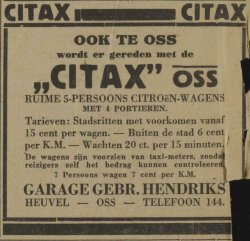 CITAX CITAX
OOK TE OSS
wordt er gereden met de
„CITAX” OSS
RUIME 5-PERSOONS CITROËN-WAGENS
MET 4 PORTIEREN.
Tarieven: Stadsritten met voorkomen vanaf
15 cent per wagen. — Buiten de stad 6 cent
per K.M. — Wachten 20 ct. per 15 minuten.
De wagens zijn voorzien van taxi-meters, zoodat
reizigers zelf het bedrag kunnen controleeren.
7 Persoons wagen 7 cent per K.M.
GARAGE GEBR. HENDRIKS
HEUVEL — OSS — TELEFOON 144.